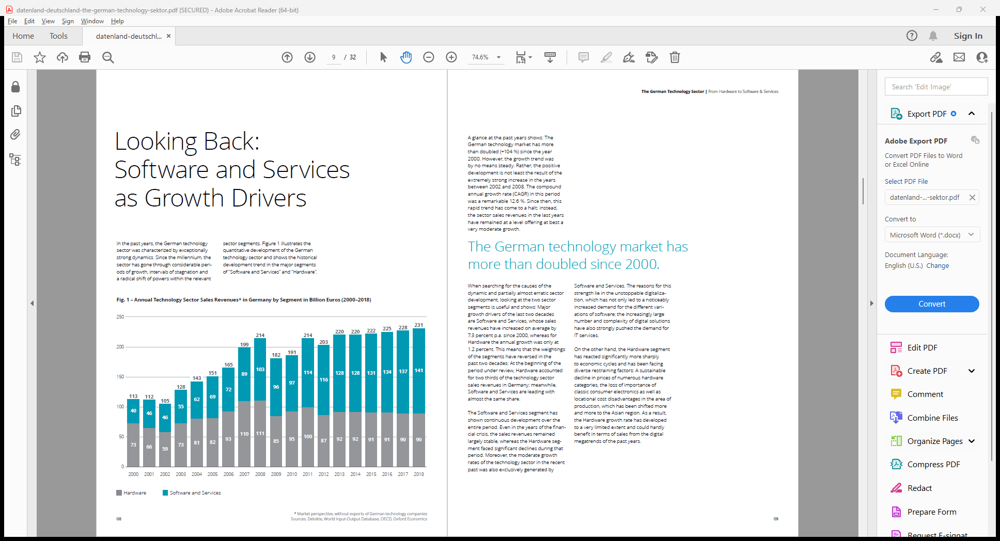 datenland-deutschland-the-german-technology-sektor.pdf (SECURED) - Adobe Acrobat Reader (64-bit)
File Edit View Sign Window Help
Home Tools datenland-deutschl... Sign In
9 / 32 74.6%
Looking Back:
Software and Services
as Growth Drivers
In the past years, the German technology
sector was characterized by exceptionally
strong dynamics. Since the millennium, the
sector has gone through considerable peri-
ods of growth, intervals of stagnation and
a radical shift of powers within the relevant
sector segments. Figure 1 illustrates the
quantitative development of the German
technology sector and shows the historical
development trend in the major segments
of “Software and Services” and “Hardware”.
Fig. 1 – Annual Technology Sector Sales Revenues* in Germany by Segment in Billion Euros (2000–2018)
250
200
150
100
50
0
113 112 105 128 143 151 165 199 214 182 191 214 203 220 220 222 225 228 231
40 46 46 55 62 69 72 89 103 96 97 114 116 128 128 131 134 137 141
73 66 59 73 81 82 93 110 111 85 95 100 87 92 92 91 91 90 90
2000 2001 2002 2003 2004 2005 2006 2007 2008 2009 2010 2011 2012 2013 2014 2015 2016 2017 2018
Hardware Software and Services
* Market perspective, without exports of German technology companies
Sources: Deloitte, World Input-Output Database, OECD, Oxford Economics
08
The German Technology Sector | From Hardware to Software & Services
A glance at the past years shows: The
German technology market has more
than doubled (+104 %) since the year
2000. However, the growth trend was
by no means steady. Rather, the positive
development is not least the result of the
extremely strong increase in the years
between 2002 and 2008. The compound
annual growth rate (CAGR) in this period
was a remarkable 12.6 %. Since then, this
rapid trend has come to a halt; instead,
the sector sales revenues in the last years
have remained at a level offering at best a
very moderate growth.
The German technology market has
more than doubled since 2000.
When searching for the causes of the
dynamic and partially almost erratic sector
development, looking at the two sector
segments is useful and shows: Major
growth drivers of the last two decades
are Software and Services, whose sales
revenues have increased on average by
7.3 percent p.a. since 2000, whereas for
Hardware the annual growth was only at
1.2 percent. This means that the weightings
of the segments have reversed in the
past two decades: At the beginning of the
period under review, Hardware accounted
for two thirds of the technology sector
sales revenues in Germany; meanwhile,
Software and Services are leading with
almost the same share.
The Software and Services segment has
shown continuous development over the
entire period. Even in the years of the finan-
cial crisis, the sales revenues remained
largely stable, whereas the Hardware seg-
ment faced significant declines during that
period. Moreover, the moderate growth
rates of the technology sector in the recent
past was also exclusively generated by
Software and Services. The reasons for this
strength lie in the unstoppable digitaliza-
tion, which has not only led to a noticeably
increased demand for the different vari-
ations of software; the increasingly large
number and complexity of digital solutions
have also strongly pushed the demand for
IT services.
On the other hand, the Hardware segment
has reacted significantly more sharply
to economic cycles and has been facing
diverse restraining factors: A sustainable
decline in prices of numerous hardware
categories, the loss of importance of
classic consumer electronics as well as
locational cost disadvantages in the area of
production, which has been shifted more
and more to the Asian region. As a result,
the Hardware growth rate has developed
to a very limited extent and could hardly
benefit in terms of sales from the digital
megatrends of the past years.
09
Search 'Edit Image'
Export PDF
Adobe Export PDF
Convert PDF Files to Word
or Excel Online
Select PDF File
datenland-...-sektor.pdf
Convert to
Microsoft Word (*.docx)
Document Language:
English (U.S.) Change
Convert
Edit PDF
Create PDF
Comment
Combine Files
Organize Pages
Compress PDF
Redact
Prepare Form
Request E-signat